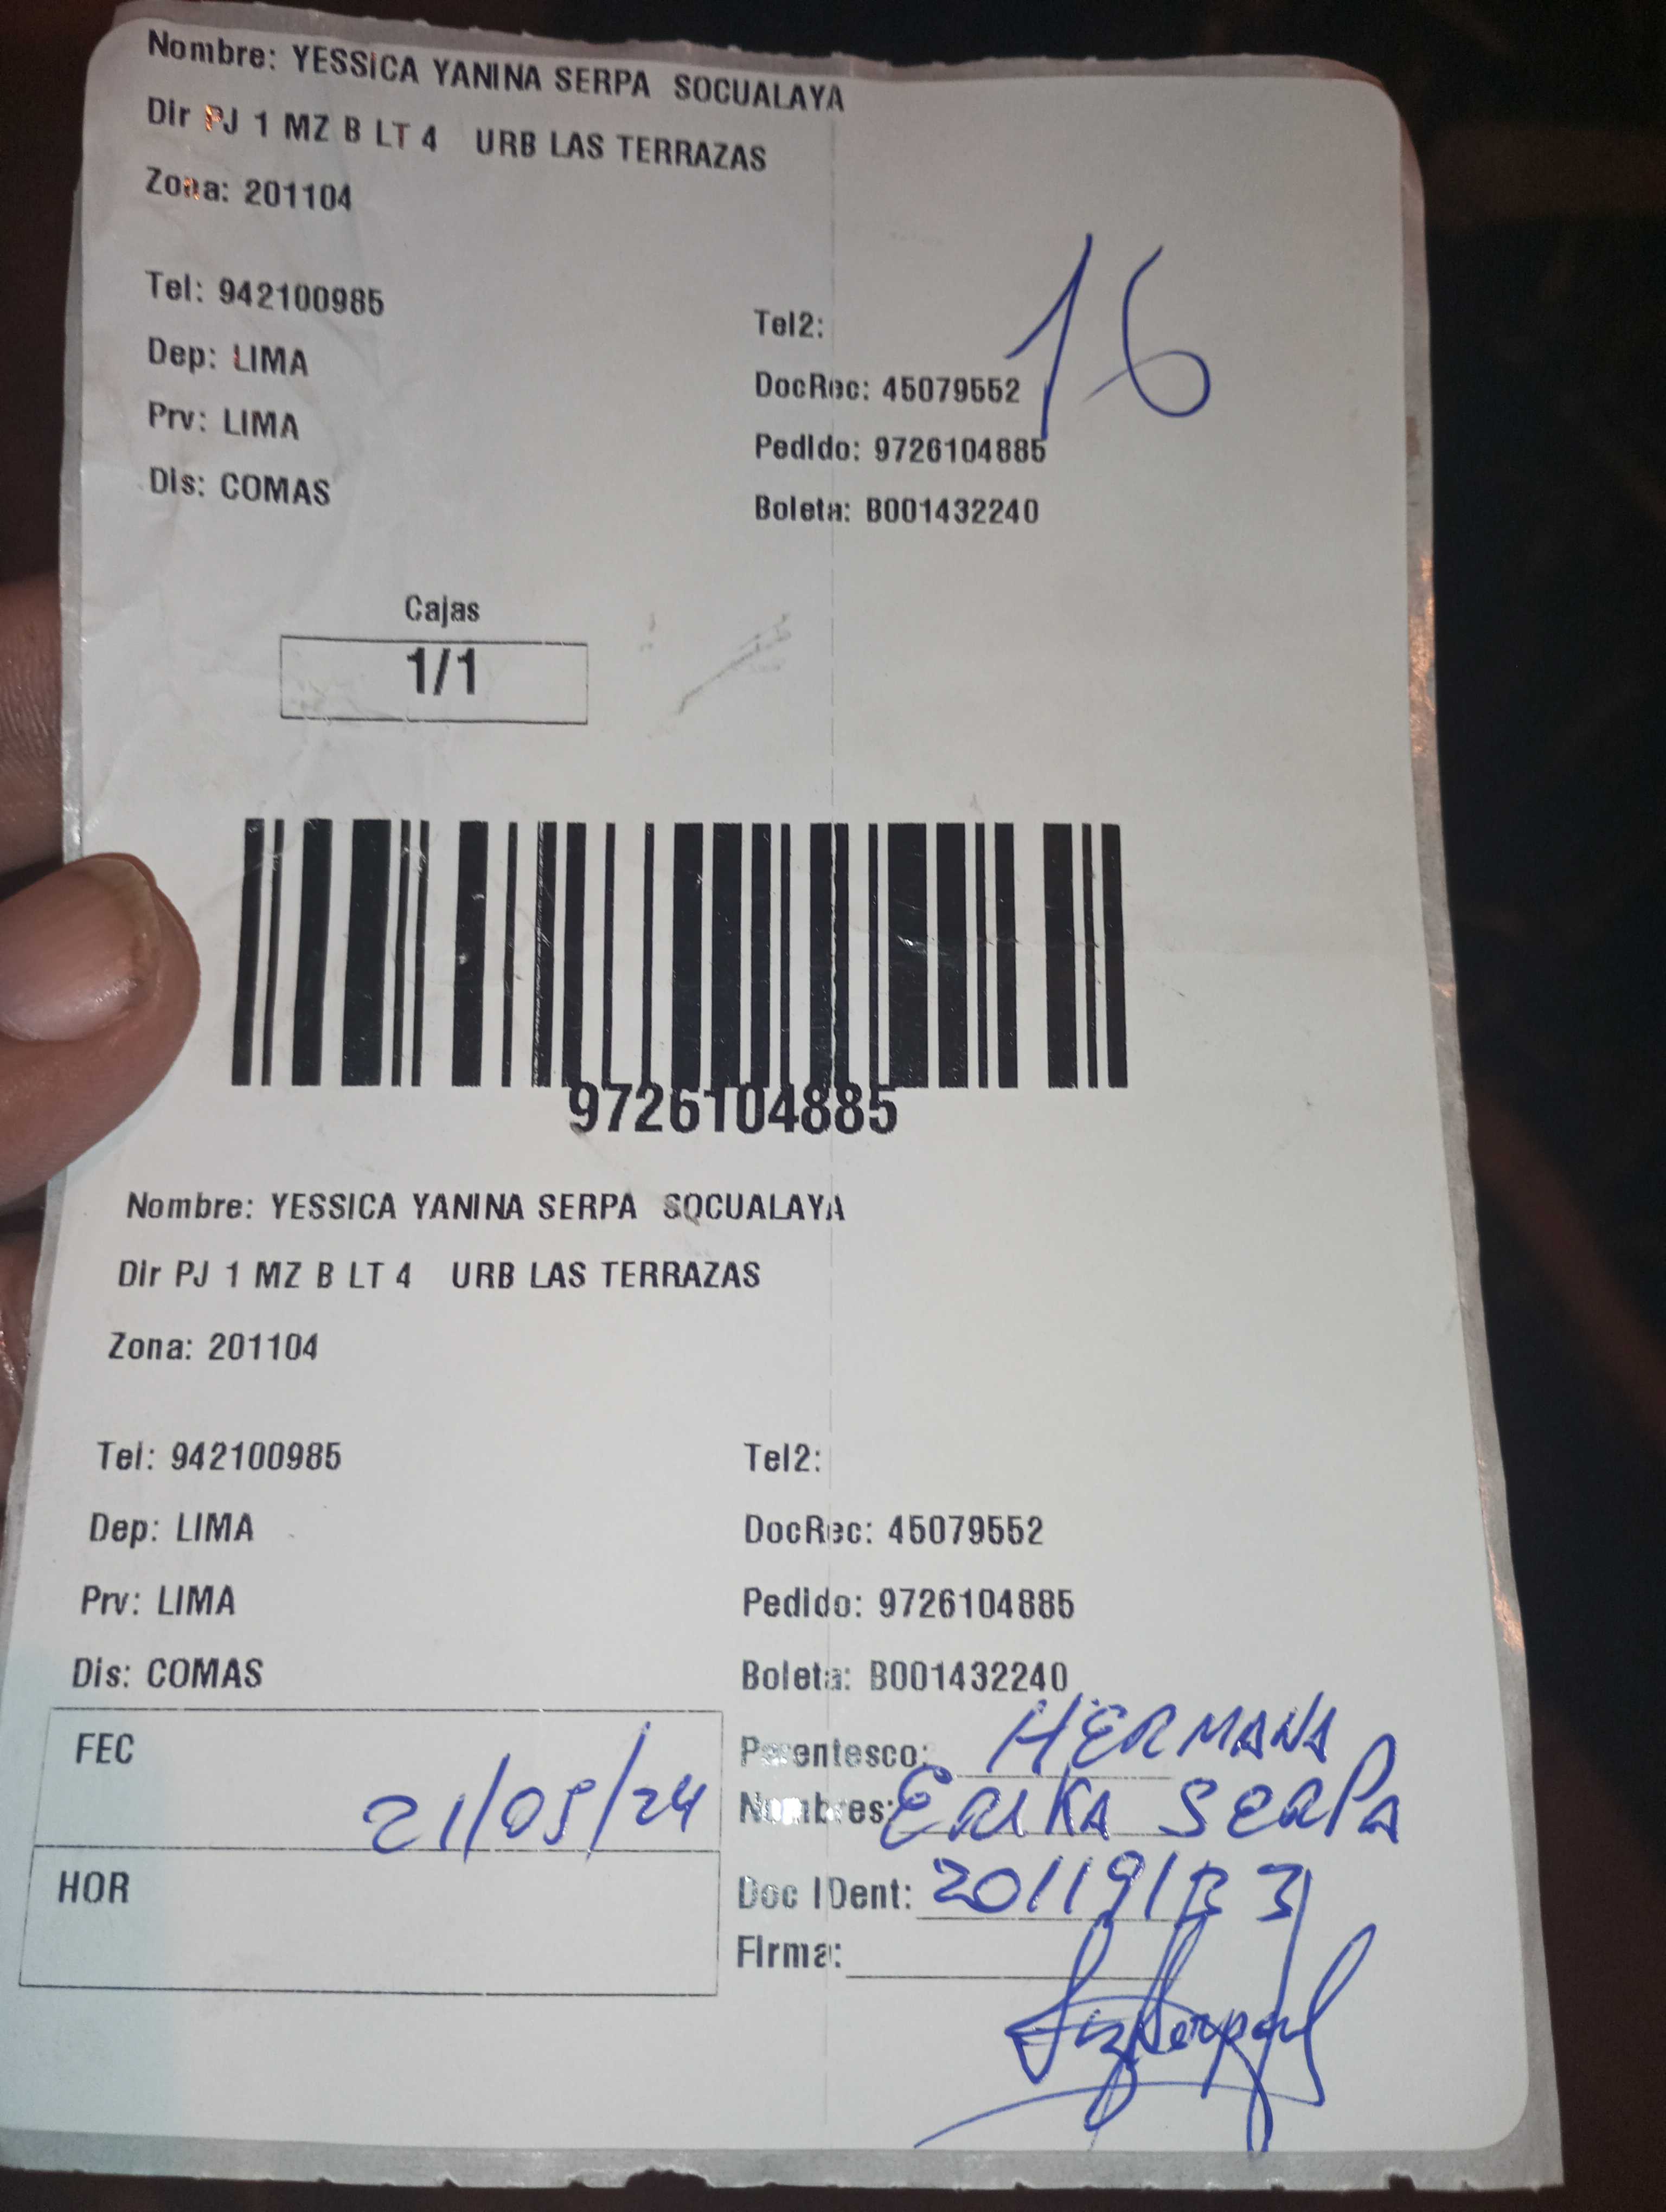 Nombre: YESSICA YANINA SERPA SOCUALAYA
Dir PJ 1 MZ B LT 4 URB LAS TERRAZAS
Zona: 201104
16
Tel: 942100985 Tel2:
Dep: LIMA DocRec: 45079552
Prv: LIMA Pedido: 9726104885
Dis: COMAS Boleta: B001432240
Cajas
1/1
9726104885
Nombre: YESSICA YANINA SERPA SOCUALAYA
Dir PJ 1 MZ B LT 4 URB LAS TERRAZAS
Zona: 201104
Tel: 942100985 Tel2:
Dep: LIMA DocRec: 45079552
Prv: LIMA Pedido: 9726104885
Dis: COMAS Boleta: B001432240
FEC 21/05/24 Parentesco: HERMANA
Nombres: Erika Serpa
HOR Doc IDent:
Firma: